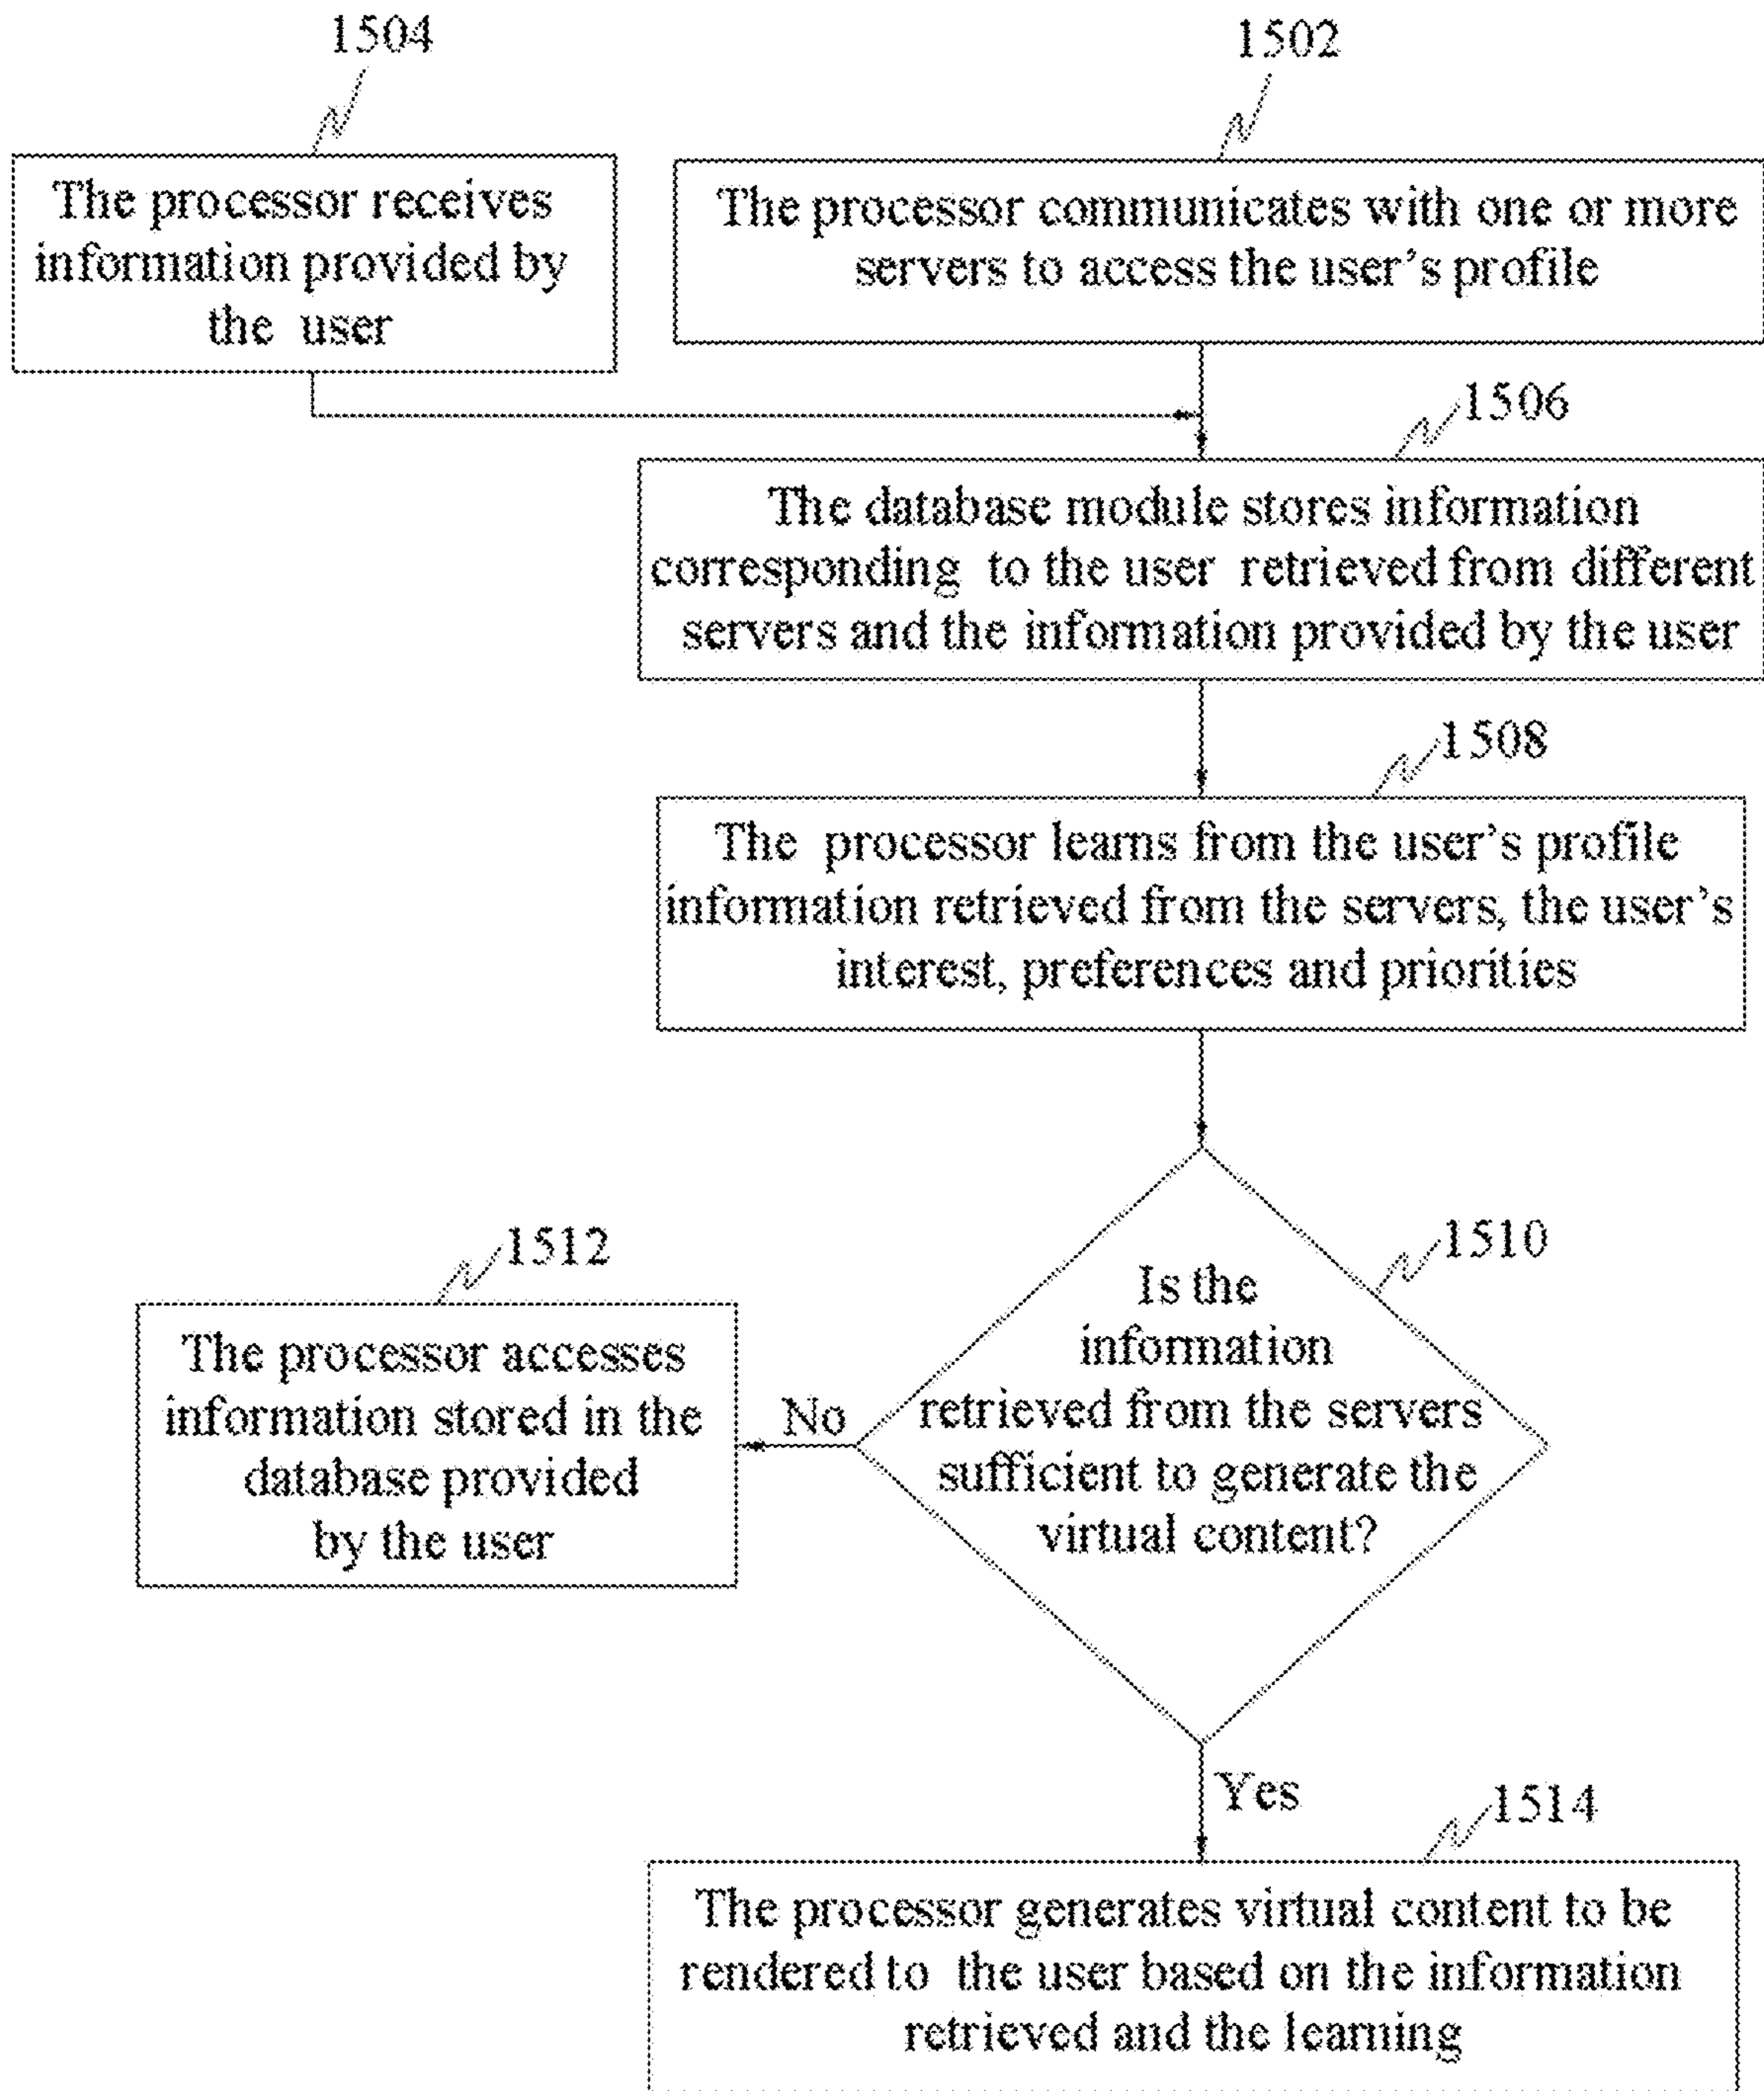 1504
1502
The processor receives
information provided by
the user
The processor communicates with one or more
servers to access the user's profile
1506
The database module stores information
corresponding to the user retrieved from different
servers and the information provided by the user
1508
The processor learns from the user's profile
information retrieved from the servers, the user's
interest, preferences and priorities
1510
Is the
information
retrieved from the servers
sufficient to generate the
virtual content?
1512
The processor accesses
information stored in the
database provided
by the user
No
Yes
1514
The processor generates virtual content to be
rendered to the user based on the information
retrieved and the learning